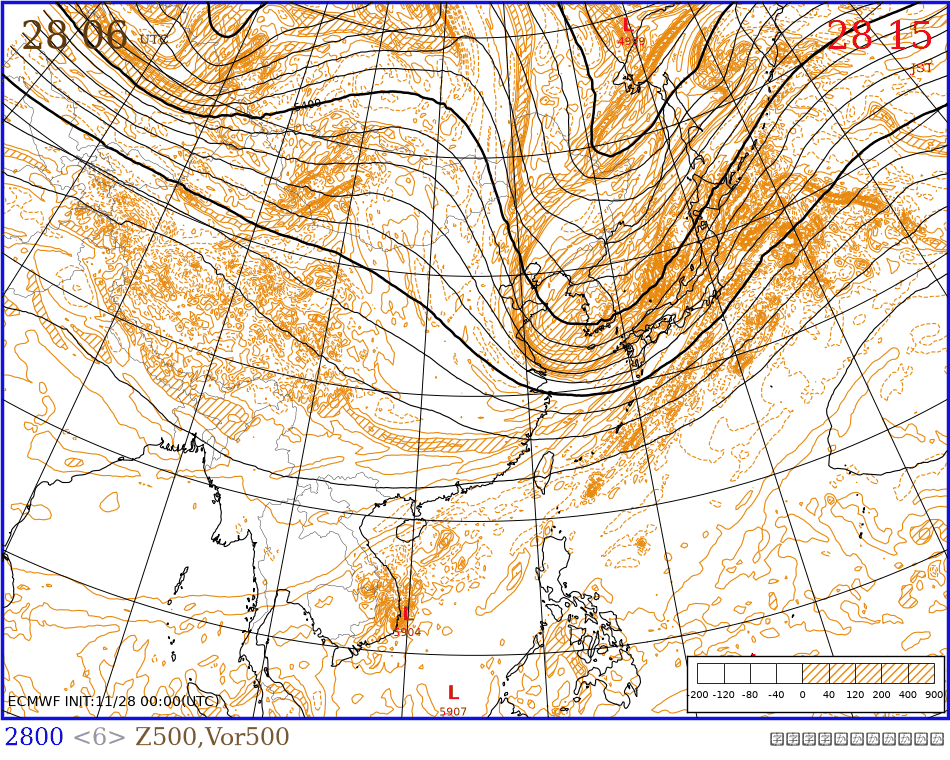 28 06 UTC 28 15
JST
L
4989
5400
L
5904
L
5907
-200 -120 -80 -40 0 40 120 200 400 900
ECMWF INIT:11/28 00:00(UTC)
2800 <6> Z500,Vor500